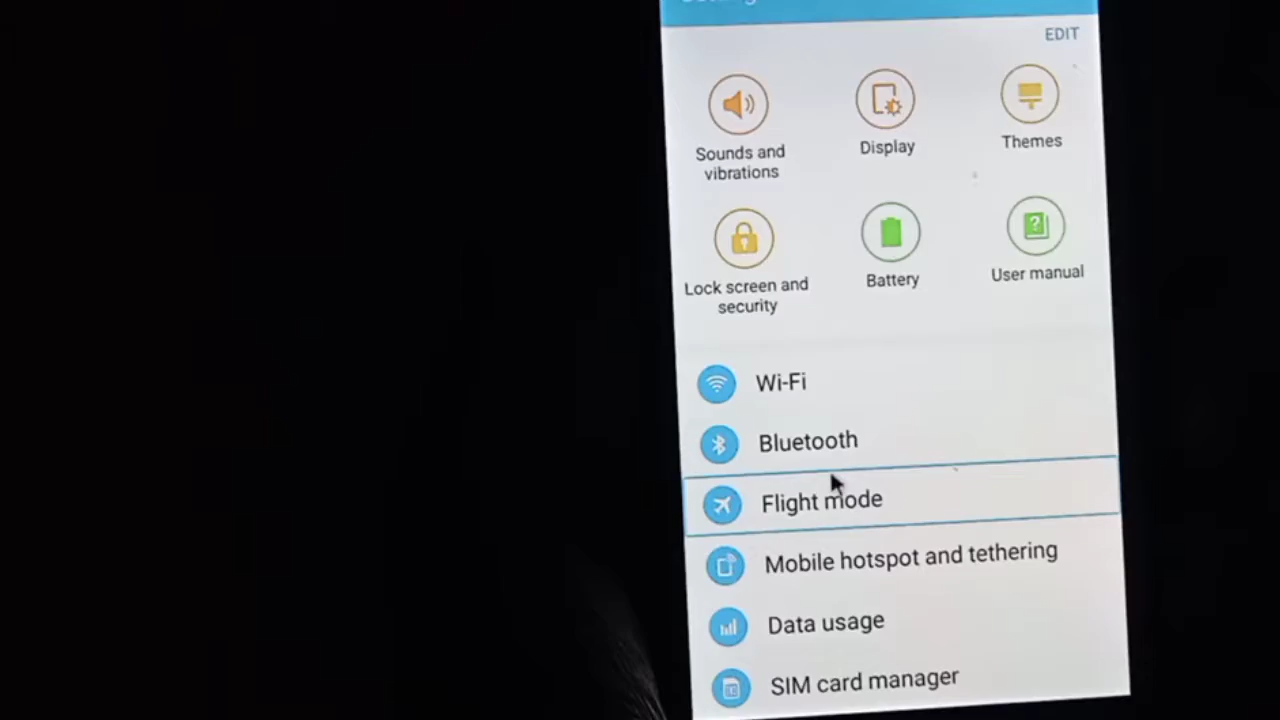 EDIT
Sounds and
vibrations
Display
Themes
Lock screen and
security
Battery
User manual
Wi-Fi
Bluetooth
Flight mode
Mobile hotspot and tethering
Data usage
SIM card manager